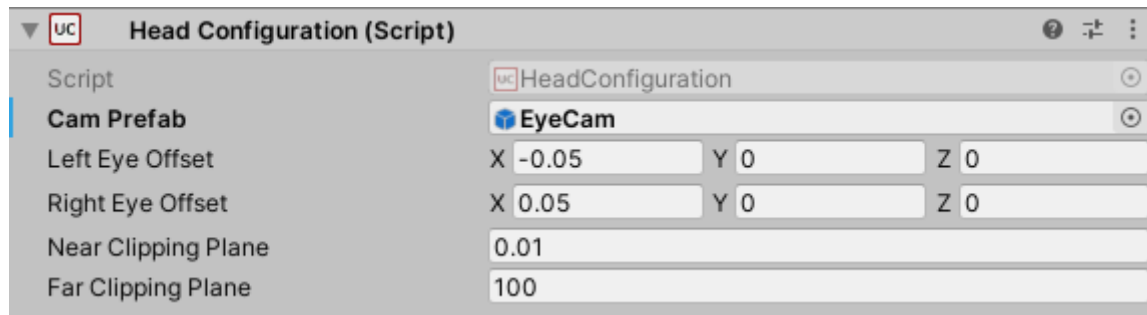 UC Head Configuration (Script)
Script UC HeadConfiguration
Cam Prefab EyeCam
Left Eye Offset X -0.05 Y 0 Z 0
Right Eye Offset X 0.05 Y 0 Z 0
Near Clipping Plane 0.01
Far Clipping Plane 100